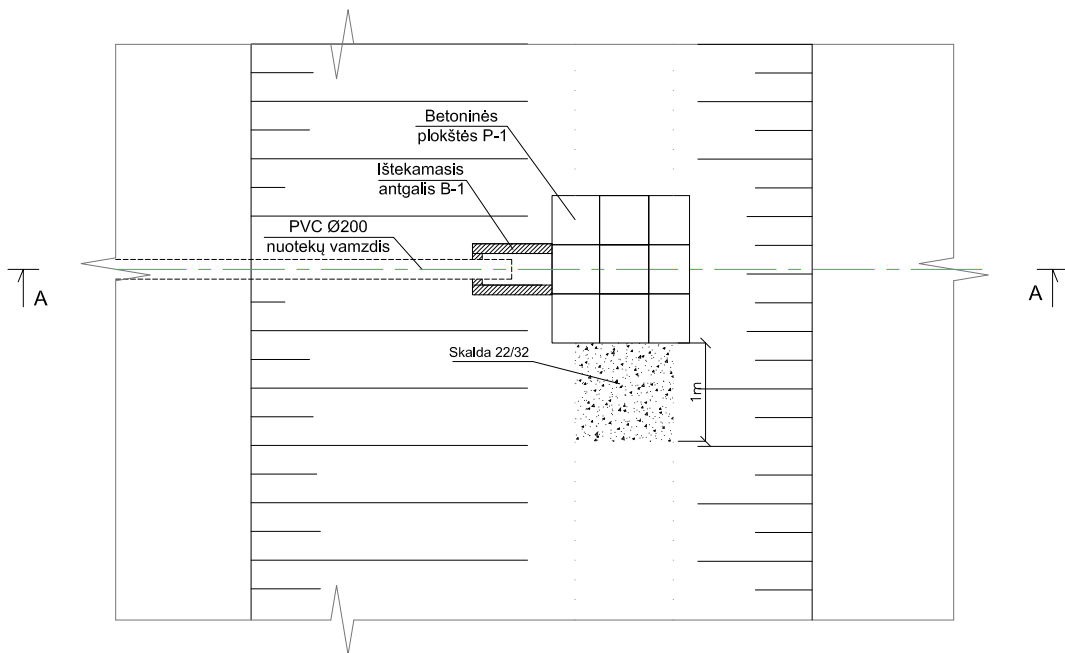 Betoninės
plokštės P-1
Ištekamasis
antgalis B-1
PVC Ø200
nuotekų vamzdis
A
A
Skalda 22/32
1m